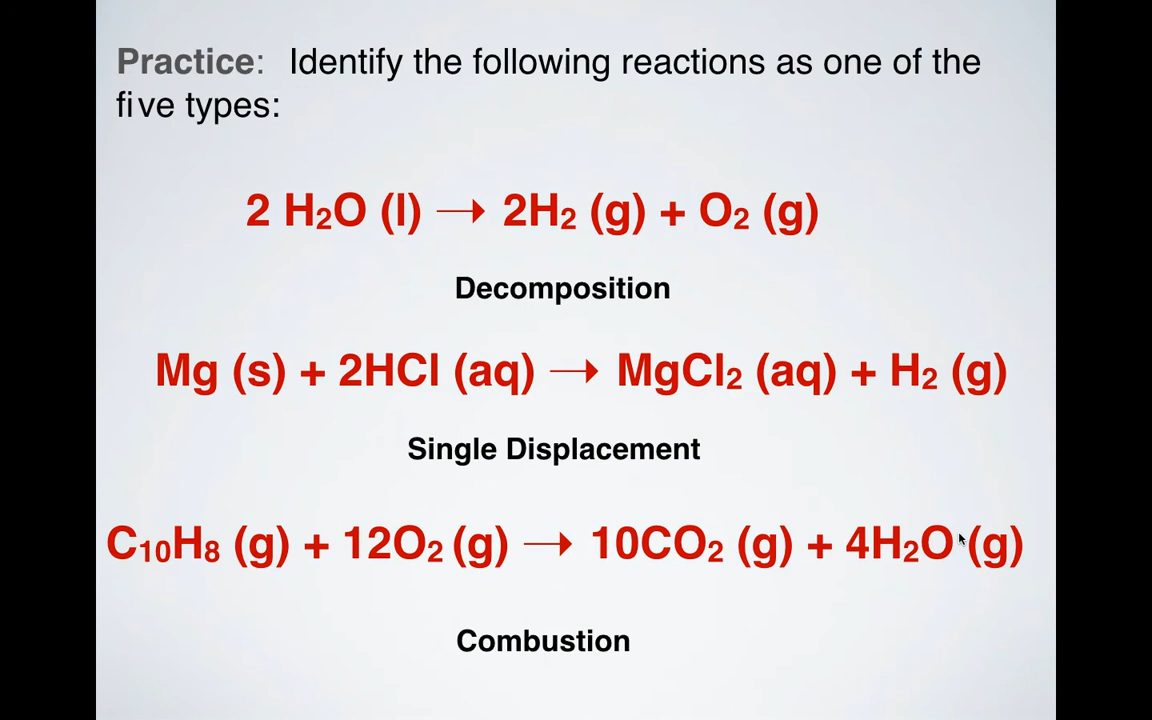 Practice: Identify the following reactions as one of the
five types:
2 H₂O (l) → 2H₂ (g) + O₂ (g)
Decomposition
Mg (s) + 2HCl (aq) → MgCl₂ (aq) + H₂ (g)
Single Displacement
C₁₀H₈ (g) + 12O₂ (g) → 10CO₂ (g) + 4H₂O (g)
Combustion